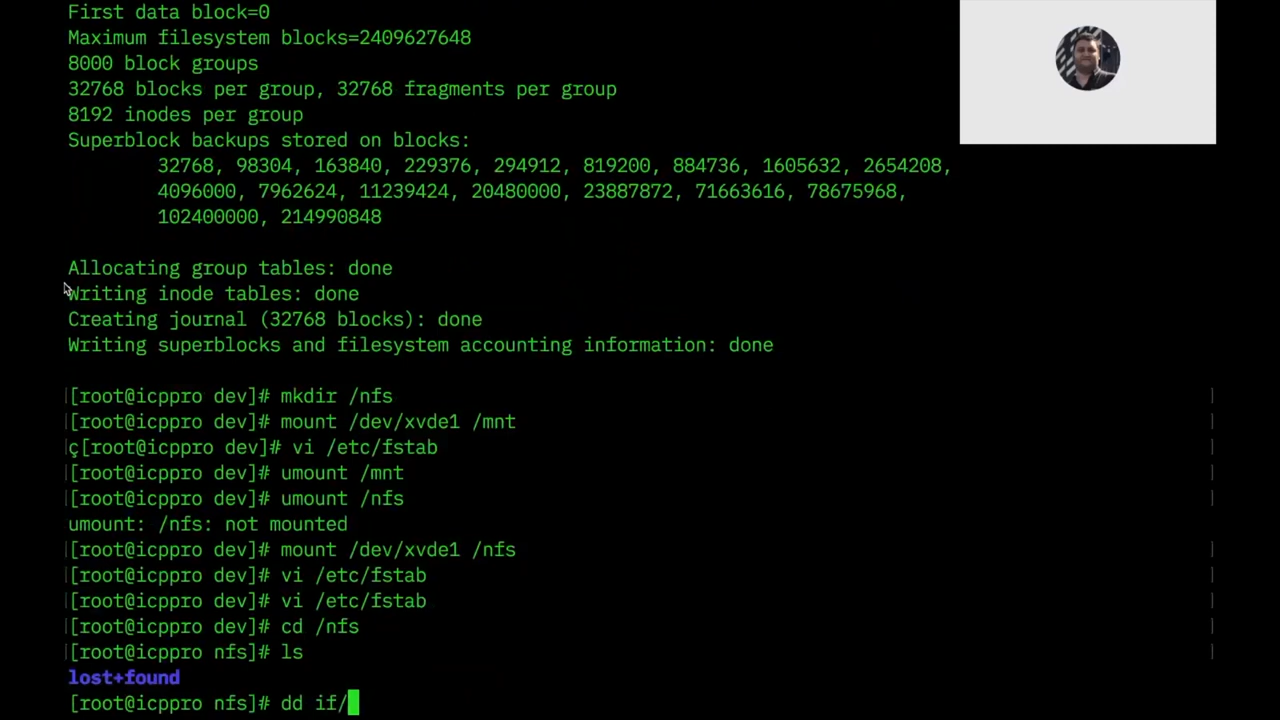 First data block=0
Maximum filesystem blocks=2409627648
8000 block groups
32768 blocks per group, 32768 fragments per group
8192 inodes per group
Superblock backups stored on blocks:
32768, 98304, 163840, 229376, 294912, 819200, 884736, 1605632, 2654208,
4096000, 7962624, 11239424, 20480000, 23887872, 71663616, 78675968,
102400000, 214990848
Allocating group tables: done
Writing inode tables: done
Creating journal (32768 blocks): done
Writing superblocks and filesystem accounting information: done
[root@icppro dev]# mkdir /nfs
[root@icppro dev]# mount /dev/xvde1 /mnt
ç[root@icppro dev]# vi /etc/fstab
[root@icppro dev]# umount /mnt
[root@icppro dev]# umount /nfs
umount: /nfs: not mounted
[root@icppro dev]# mount /dev/xvde1 /nfs
[root@icppro dev]# vi /etc/fstab
[root@icppro dev]# vi /etc/fstab
[root@icppro dev]# cd /nfs
[root@icppro nfs]# ls
lost+found
[root@icppro nfs]# dd if/